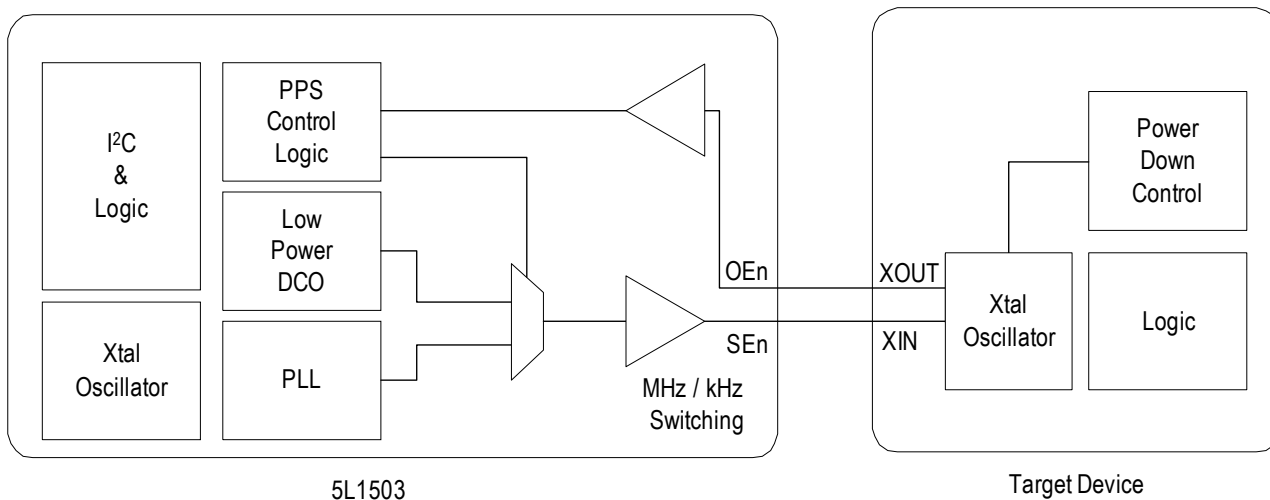 I²C
&
Logic
Xtal
Oscillator
PPS
Control
Logic
Low
Power
DCO
PLL
OEn
SEn
MHz / kHz
Switching
5L1503
XOUT
XIN
Xtal
Oscillator
Power
Down
Control
Logic
Target Device